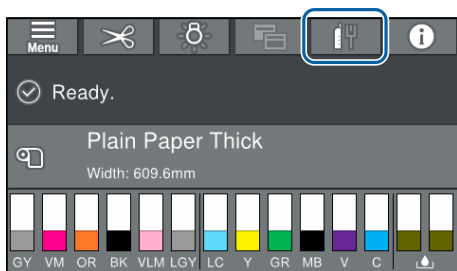 Menu
Ready.
Plain Paper Thick
Width: 609.6mm
GY VM OR BK VLM LGY LC Y GR MB V C